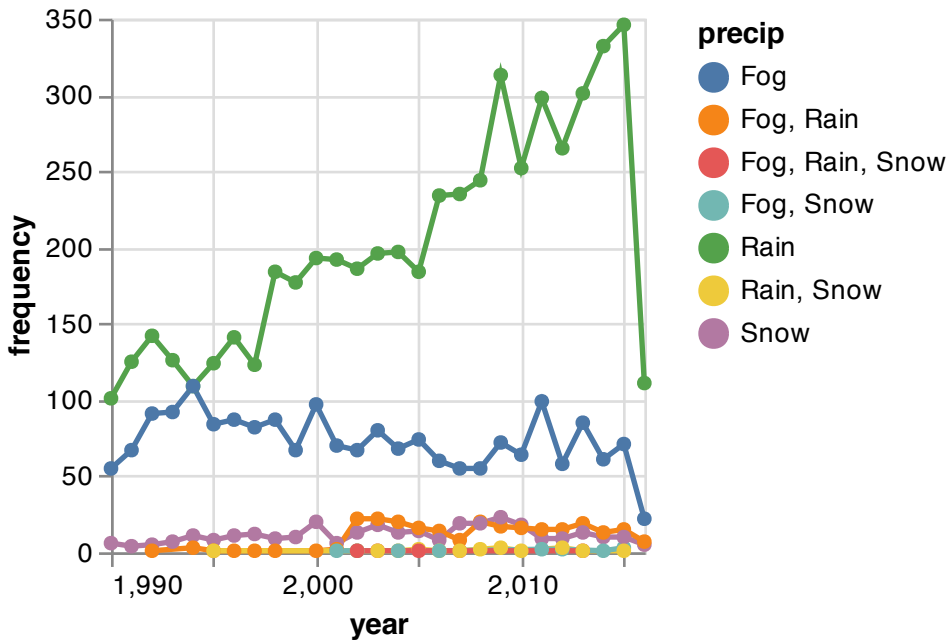 350
300
250
200
150
100
50
0
frequency
1,990
2,000
2,010
year
precip
Fog
Fog, Rain
Fog, Rain, Snow
Fog, Snow
Rain
Rain, Snow
Snow